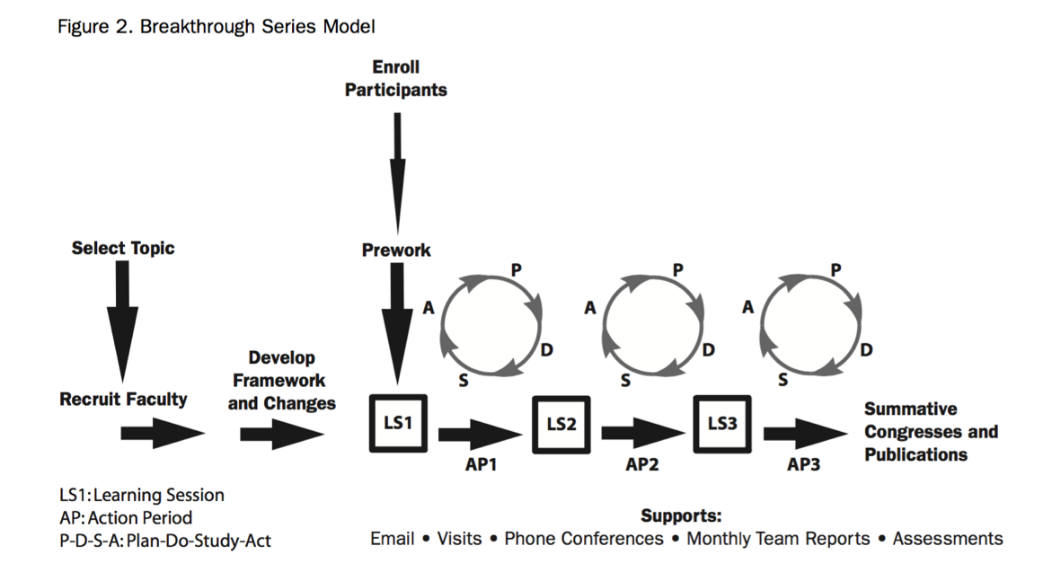 Figure 2. Breakthrough Series Model
Enroll
Participants
Select Topic
Prework
P
A
D
S
P
A
D
S
P
A
D
S
Recruit Faculty
Develop
Framework
and Changes
LS1
LS2
LS3
AP1
AP2
AP3
Summative
Congresses and
Publications
LS1: Learning Session
AP: Action Period
P-D-S-A: Plan-Do-Study-Act
Supports:
Email • Visits • Phone Conferences • Monthly Team Reports • Assessments